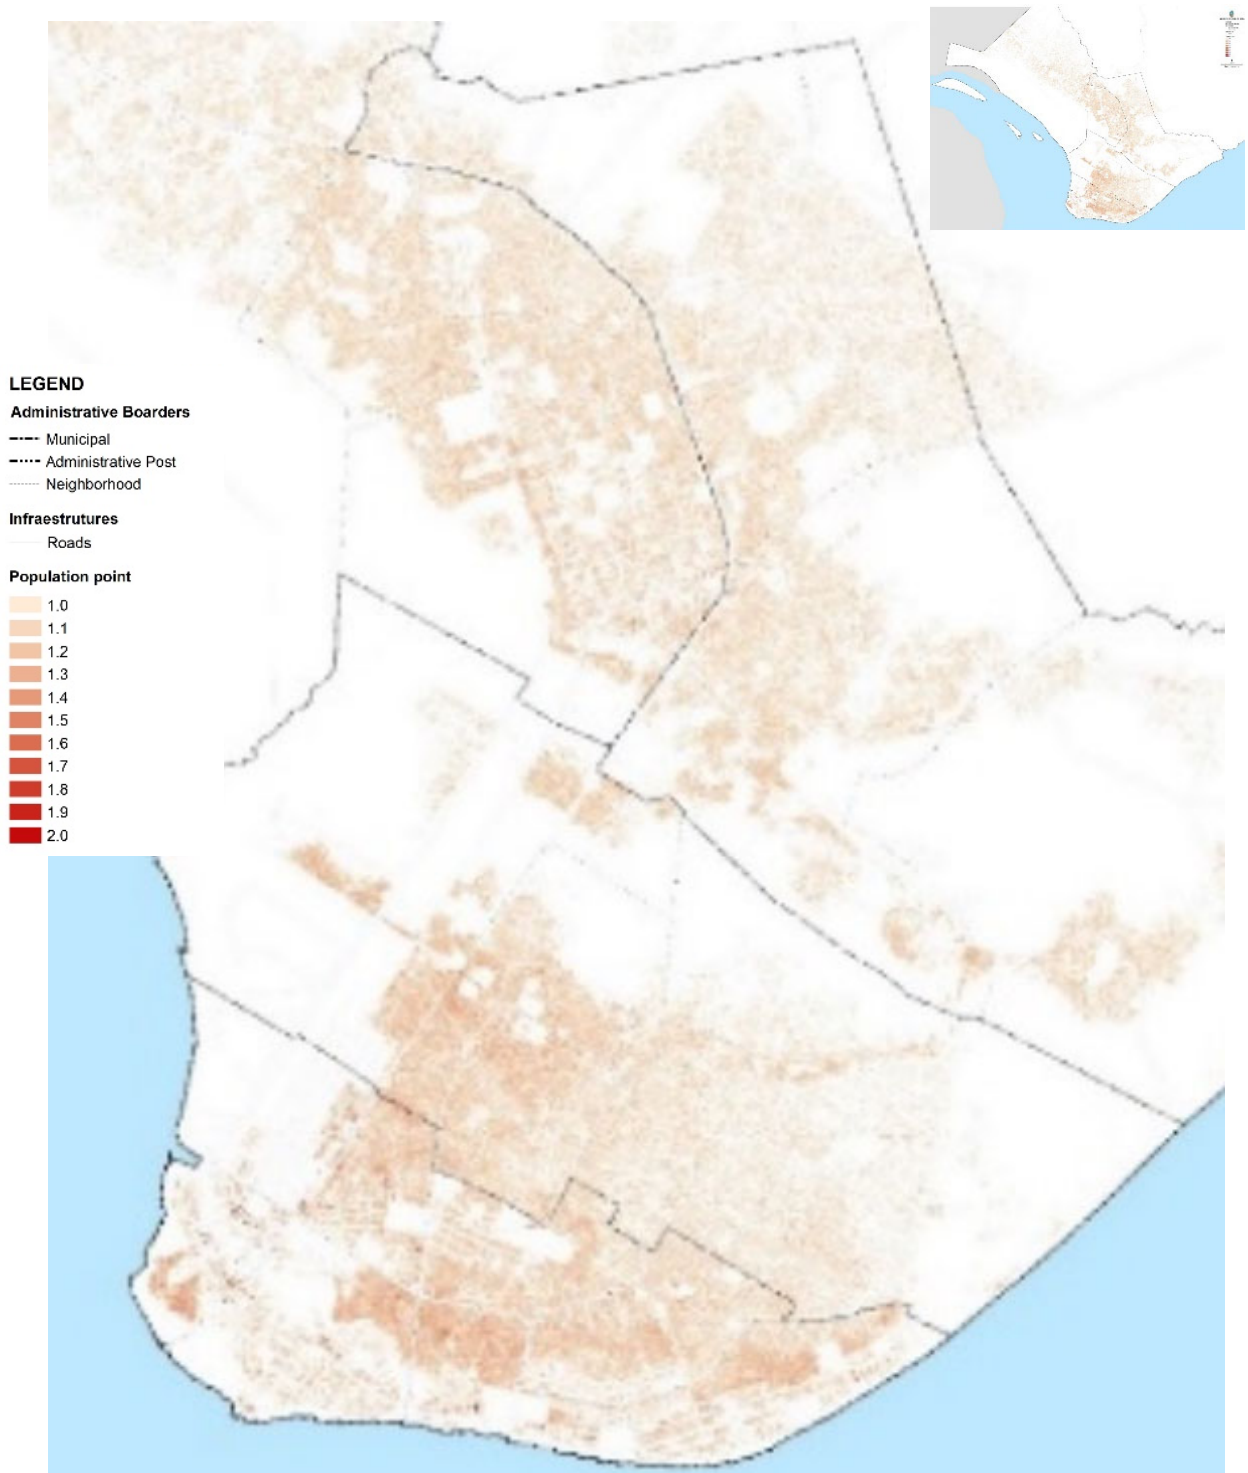 LEGEND
Administrative Boarders
Municipal
Administrative Post
Neighborhood
Infraestrutures
Roads
Population point
1.0
1.1
1.2
1.3
1.4
1.5
1.6
1.7
1.8
1.9
2.0